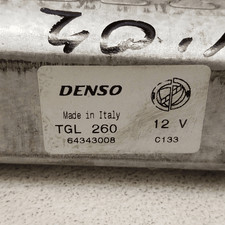 DENSO
Made in Italy
TGL 260 12 V
64343008 C133